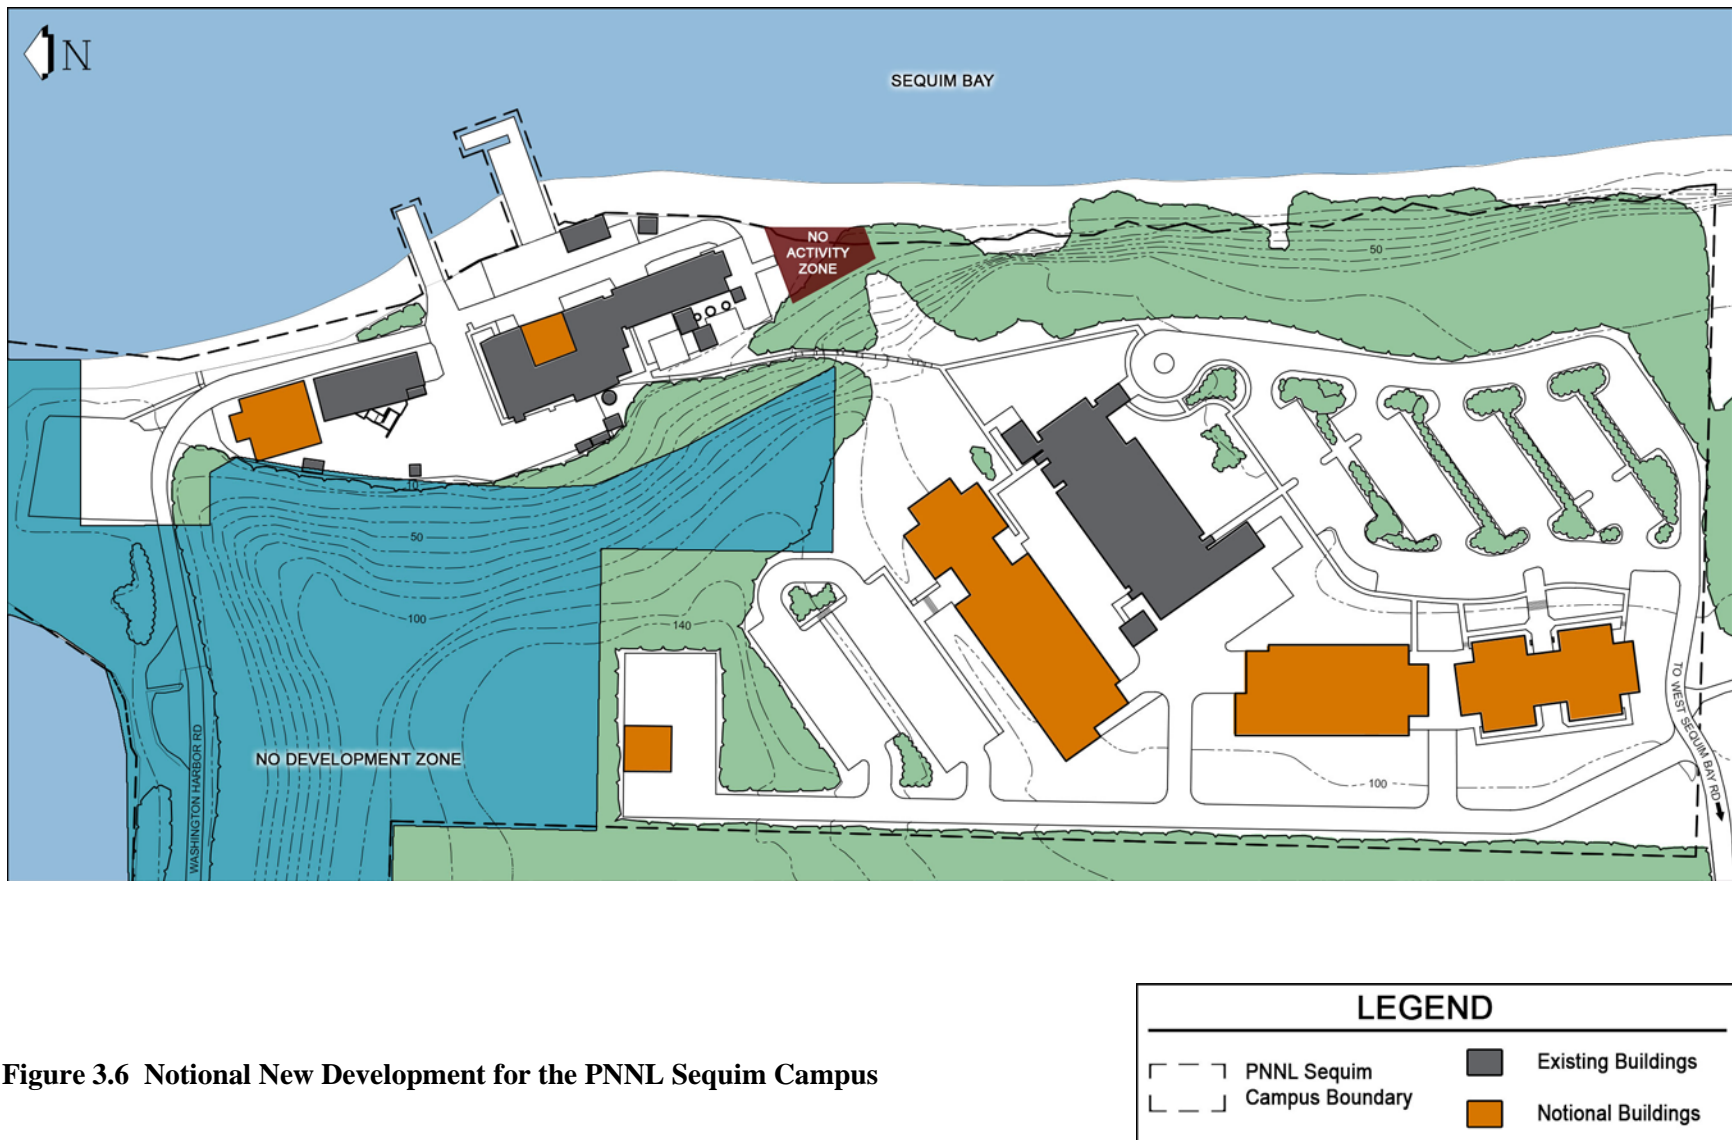 N
SEQUIM BAY
NO
ACTIVITY
ZONE
50
10
50
100
140
NO DEVELOPMENT ZONE
WASHINGTON HARBOR RD
100
TO WEST SEQUIM BAY RD
LEGEND
PNNL Sequim
Campus Boundary
Existing Buildings
Notional Buildings
Figure 3.6 Notional New Development for the PNNL Sequim Campus